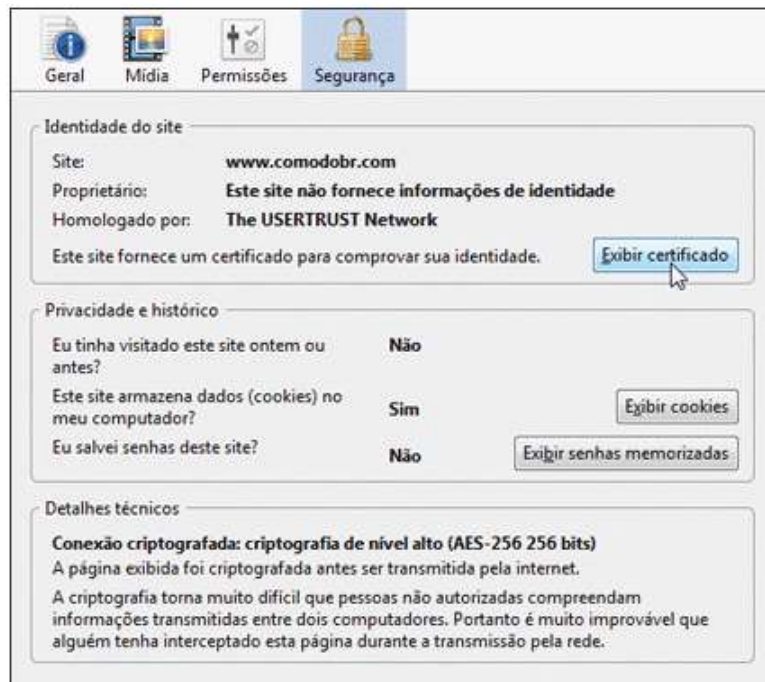 Geral Mídia Permissões Segurança
Identidade do site
Site: www.comodobr.com
Proprietário: Este site não fornece informações de identidade
Homologado por: The USERTRUST Network
Este site fornece um certificado para comprovar sua identidade. Exibir certificado
Privacidade e histórico
Eu tinha visitado este site ontem ou Não
antes?
Este site armazena dados (cookies) no
meu computador? Sim Exibir cookies
Eu salvei senhas deste site? Não Exibir senhas memorizadas
Detalhes técnicos
Conexão criptografada: criptografia de nível alto (AES-256 256 bits)
A página exibida foi criptografada antes ser transmitida pela internet.
A criptografia torna muito difícil que pessoas não autorizadas compreendam
informações transmitidas entre dois computadores. Portanto é muito improvável que
alguém tenha interceptado esta página durante a transmissão pela rede.